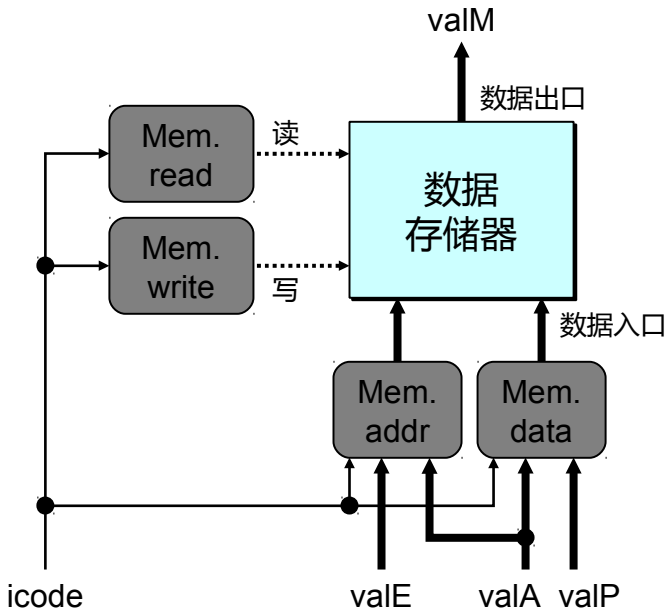 valM
数据出口
Mem.
read
读
数据
存储器
Mem.
write
写
数据入口
Mem.
addr
Mem.
data
icode
valE
valA
valP